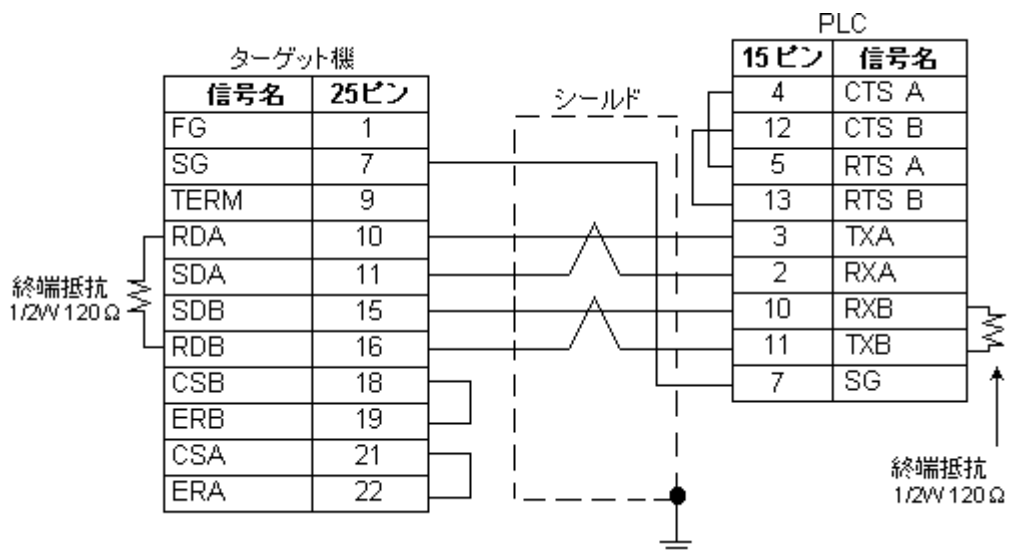 PLC
ターゲット機
15ピン 信号名
信号名 25ピン
シールド
4 CTS A
12 CTS B
5 RTS A
13 RTS B
3 TXA
2 RXA
10 RXB
11 TXB
7 SG
FG 1
SG 7
TERM 9
RDA 10
SDA 11
SDB 15
RDB 16
CSB 18
ERB 19
CSA 21
ERA 22
終端抵抗
1/2W 120Ω
終端抵抗
1/2W 120Ω